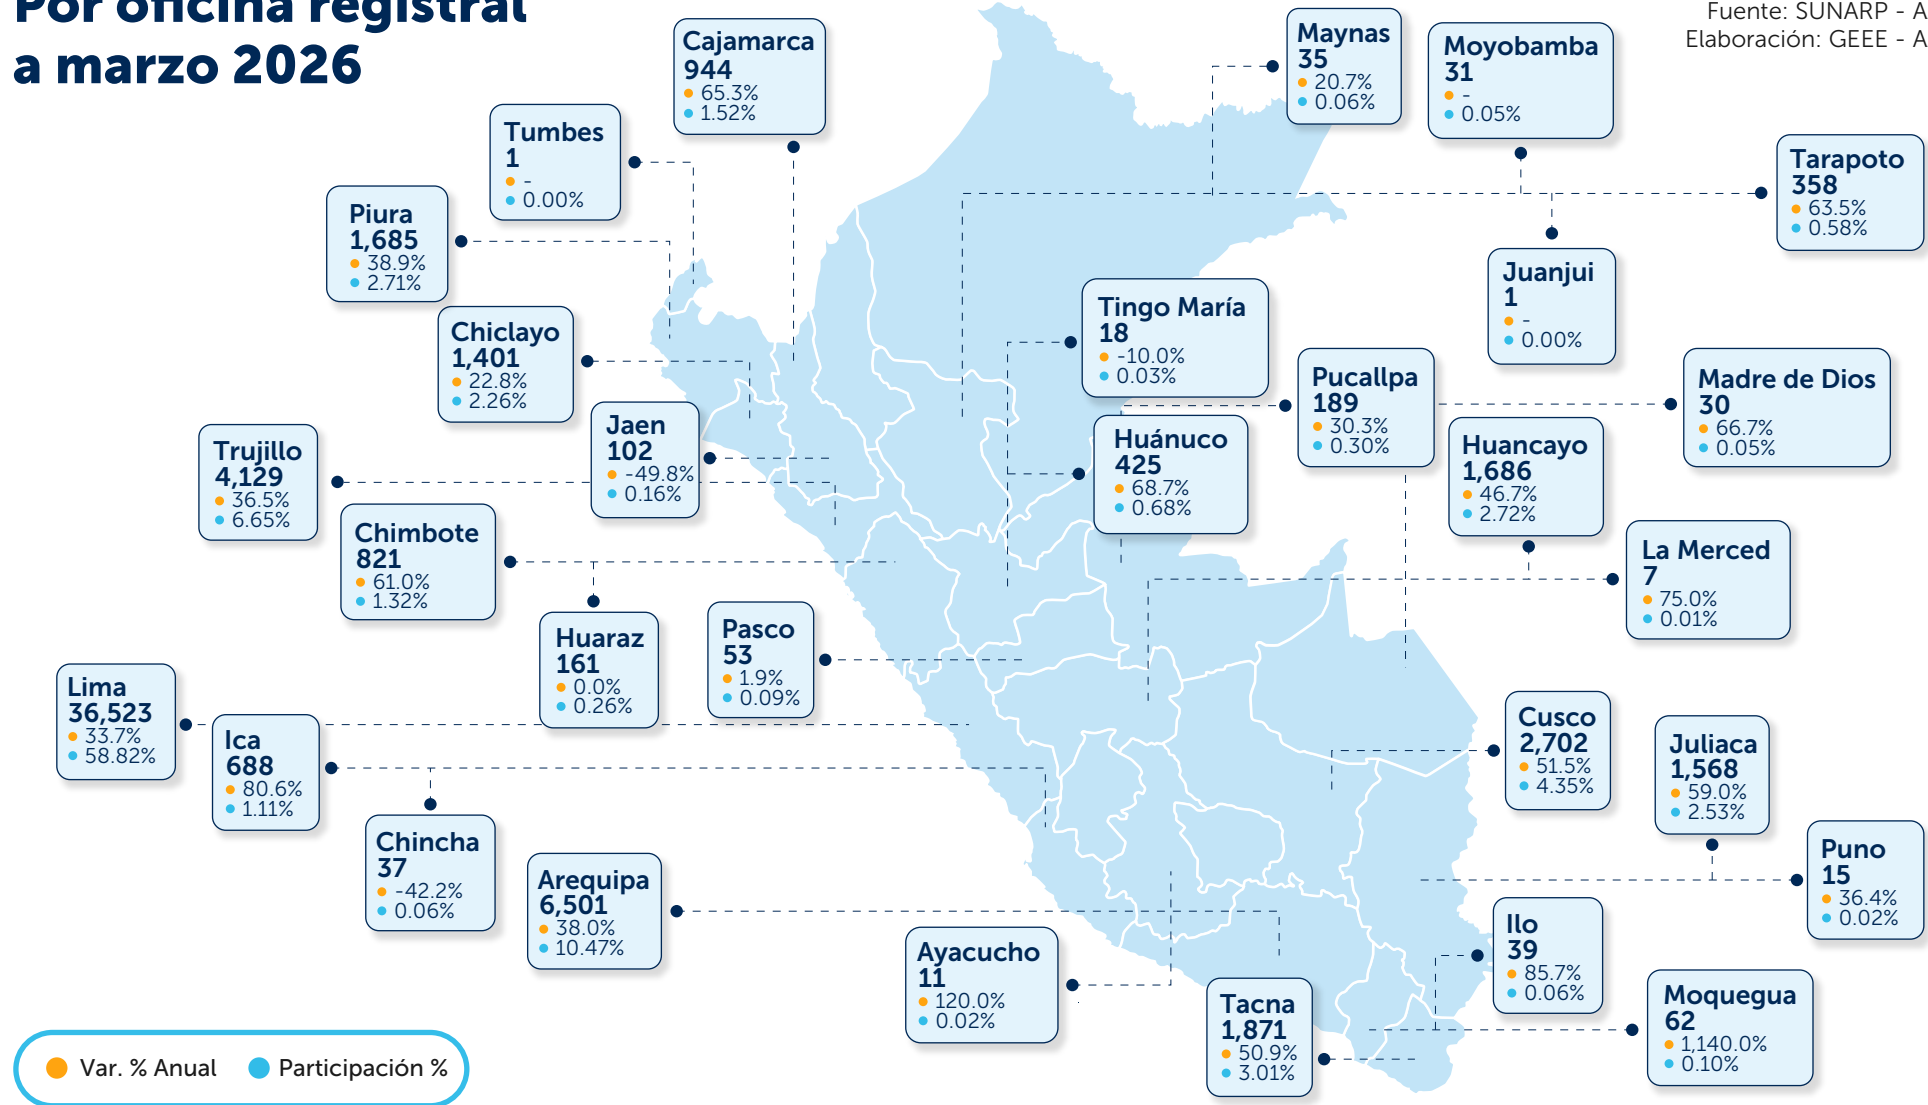 Por oficina registral
a marzo 2026
Fuente: SUNARP - A
Elaboración: GEEE - A
Cajamarca
944
65.3%
1.52%
Maynas
35
20.7%
0.06%
Moyobamba
31
-
0.05%
Tumbes
1
-
0.00%
Tarapoto
358
63.5%
0.58%
Piura
1,685
38.9%
2.71%
Juanjui
1
-
0.00%
Tingo María
18
-10.0%
0.03%
Chiclayo
1,401
22.8%
2.26%
Pucallpa
189
30.3%
0.30%
Madre de Dios
30
66.7%
0.05%
Jaen
102
-49.8%
0.16%
Huánuco
425
68.7%
0.68%
Huancayo
1,686
46.7%
2.72%
Trujillo
4,129
36.5%
6.65%
Chimbote
821
61.0%
1.32%
La Merced
7
75.0%
0.01%
Huaraz
161
0.0%
0.26%
Pasco
53
1.9%
0.09%
Lima
36,523
33.7%
58.82%
Ica
688
80.6%
1.11%
Cusco
2,702
51.5%
4.35%
Juliaca
1,568
59.0%
2.53%
Chincha
37
-42.2%
0.06%
Puno
15
36.4%
0.02%
Arequipa
6,501
38.0%
10.47%
Ilo
39
85.7%
0.06%
Ayacucho
11
120.0%
0.02%
Tacna
1,871
50.9%
3.01%
Moquegua
62
1,140.0%
0.10%
Var. % Anual
Participación %